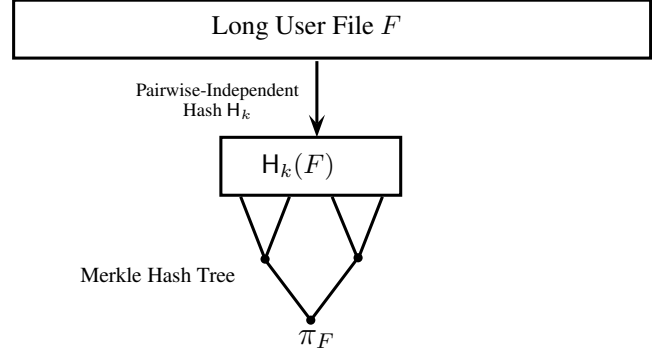 Long User File F
Pairwise-Independent
Hash H_k
H_k(F)
Merkle Hash Tree
π_F